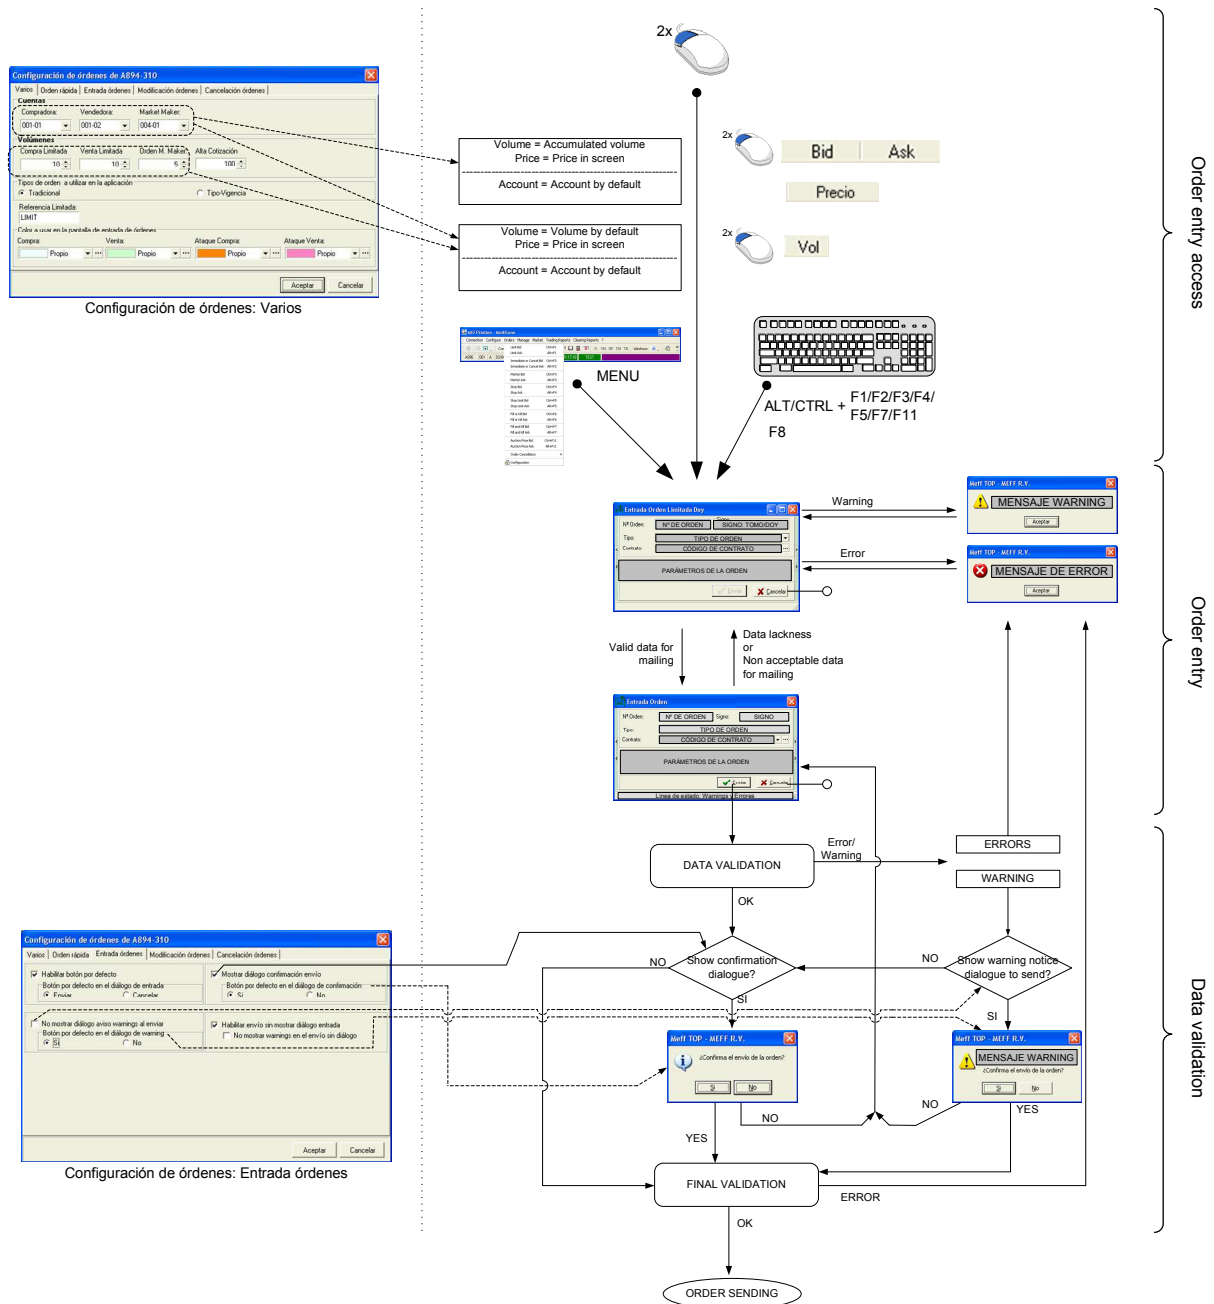 2x
Configuración de órdenes de A894-310
Varios Orden rápida Entrada órdenes Modificación órdenes Cancelación órdenes
Cuentas
Compradora: Vendedora: Market Maker:
001-01 001-02 004-01
Volúmenes
Compra Limitada Venta Limitada Orden M. Maker Alta Cotización
10 10 5 100
Tipos de orden a utilizar en la aplicación
Tradicional Tipo-Vigencia
Referencia Limitada:
LIMIT
Color a usar en la pantalla de entrada de órdenes
Compra: Venta: Ataque Compra: Ataque Venta:
Propio Propio Propio Propio
Aceptar Cancelar
Configuración de órdenes: Varios
Volume = Accumulated volume
Price = Price in screen
Account = Account by default
Volume = Volume by default
Price = Price in screen
Account = Account by default
2x
Bid Ask
Precio
2x
Vol
Order entry access
MENU
ALT/CTRL + F1/F2/F3/F4/
F5/F7/F11
F8
Entrada Orden Limitada Doy
Nº Orden: Nº DE ORDEN SIGNO: TOMO/DOY
Tipo: TIPO DE ORDEN
Contrato: CÓDIGO DE CONTRATO
PARÁMETROS DE LA ORDEN
Enviar Cancelar
Warning
Meff TOP - MEFF R.V.
MENSAJE WARNING
Aceptar
Error
Meff TOP - MEFF R.V.
MENSAJE DE ERROR
Aceptar
Order entry
Valid data for
mailing
Data lackness
or
Non acceptable data
for mailing
Entrada Orden
Nº Orden: Nº DE ORDEN Signo: SIGNO
Tipo: TIPO DE ORDEN
Contrato: CÓDIGO DE CONTRATO
PARÁMETROS DE LA ORDEN
Enviar Cancelar
Línea de estado: Warnings y Errores
DATA VALIDATION
Error/
Warning
ERRORS
WARNING
OK
Show confirmation
dialogue?
NO
NO
Show warning notice
dialogue to send?
SI
SI
Configuración de órdenes de A894-310
Varios Orden rápida Entrada órdenes Modificación órdenes Cancelación órdenes
Habilitar botón por defecto
Botón por defecto en el diálogo de entrada
Enviar Cancelar
Mostrar diálogo confirmación envío
Botón por defecto en el diálogo de confirmación
Sí No
No mostrar diálogo aviso warnings al enviar
Botón por defecto en el diálogo de warning
Sí No
Habilitar envío sin mostrar diálogo entrada
No mostrar warnings en el envío sin diálogo
Aceptar Cancelar
Configuración de órdenes: Entrada órdenes
Meff TOP - MEFF R.V.
¿Confirma el envío de la orden?
Sí No
Meff TOP - MEFF R.V.
MENSAJE WARNING
¿Confirma el envío de la orden?
Sí No
Data validation
NO
NO
YES
YES
FINAL VALIDATION
ERROR
OK
ORDER SENDING